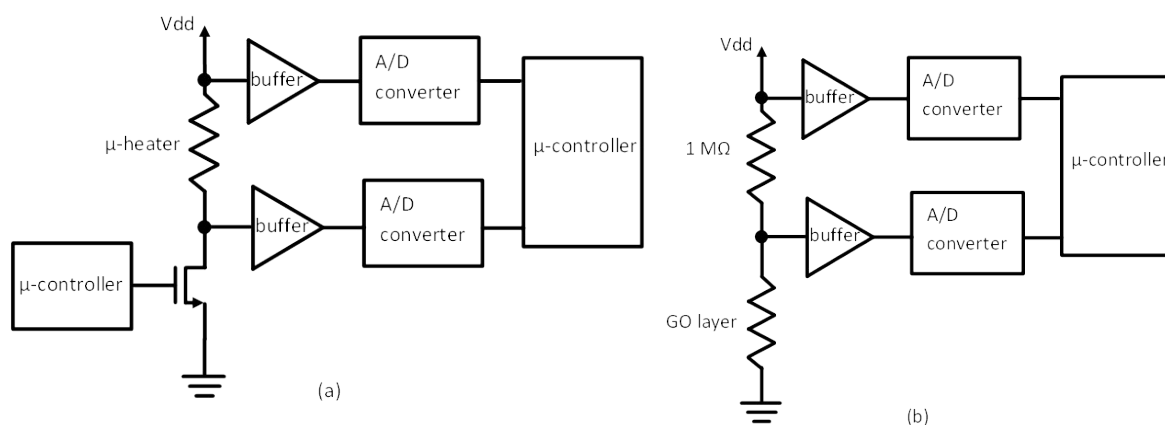 Vdd
buffer
A/D
converter
μ-heater
μ-controller
buffer
A/D
converter
μ-controller
(a)
Vdd
buffer
A/D
converter
1 MΩ
μ-controller
buffer
A/D
converter
GO layer
(b)